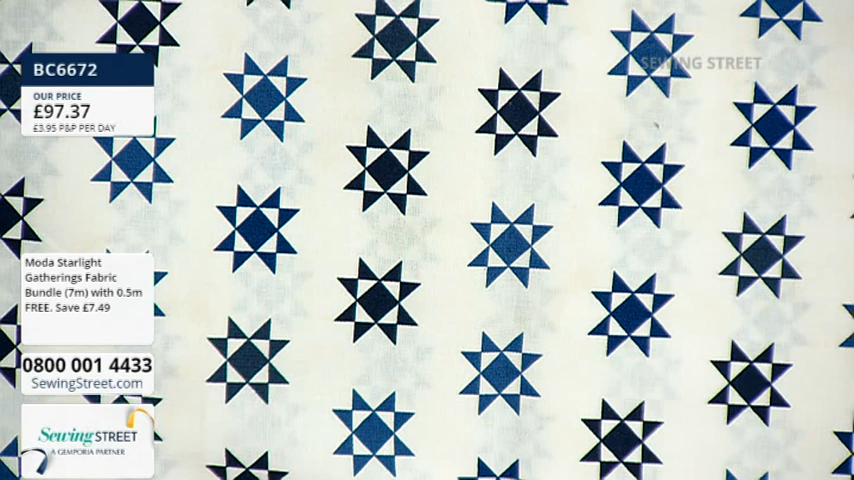 BC6672
OUR PRICE
£97.37
£3.95 P&P PER DAY
SEWING STREET
Moda Starlight
Gatherings Fabric
Bundle (7m) with 0.5m
FREE. Save £7.49
0800 001 4433
SewingStreet.com
Sewing STREET
A GEMPORIA PARTNER